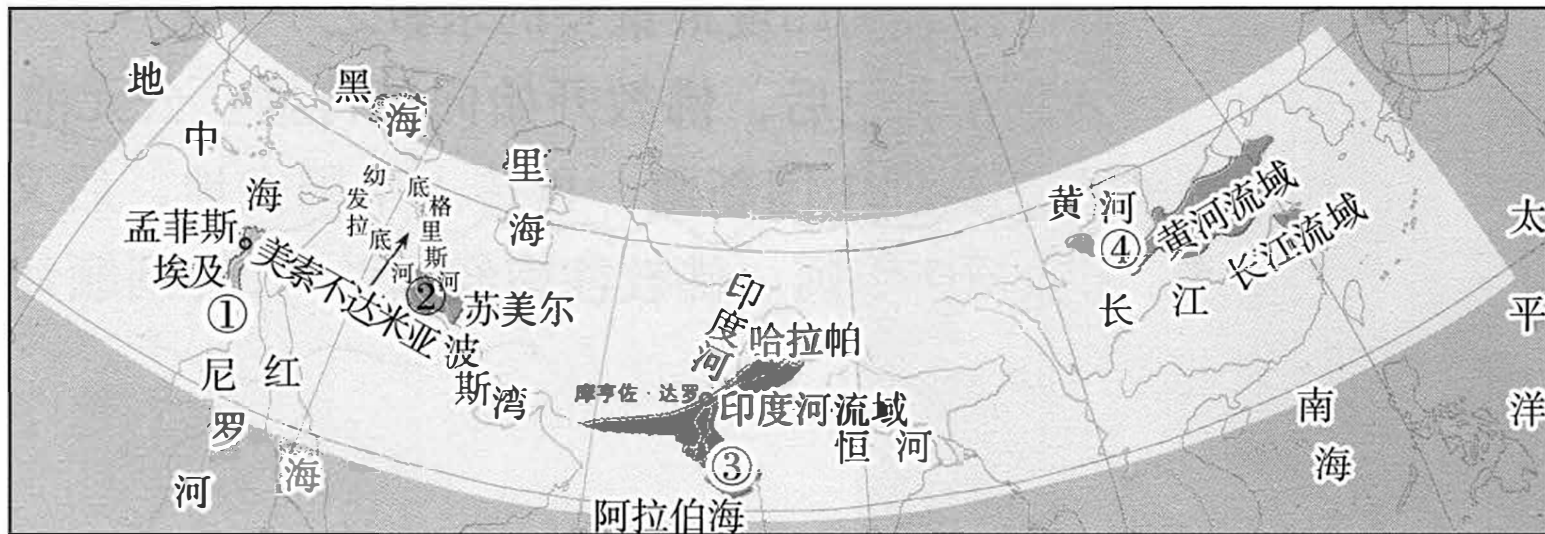 地中海
黑海
里海
孟菲斯
埃及
①
尼罗河
红海
美索不达米亚
幼发拉底河
底格里斯河
②
苏美尔
波斯湾
印度河
哈拉帕
摩亨佐·达罗
印度河流域
恒河
③
阿拉伯海
黄河
④
黄河流域
长江流域
长江
南海
太平洋